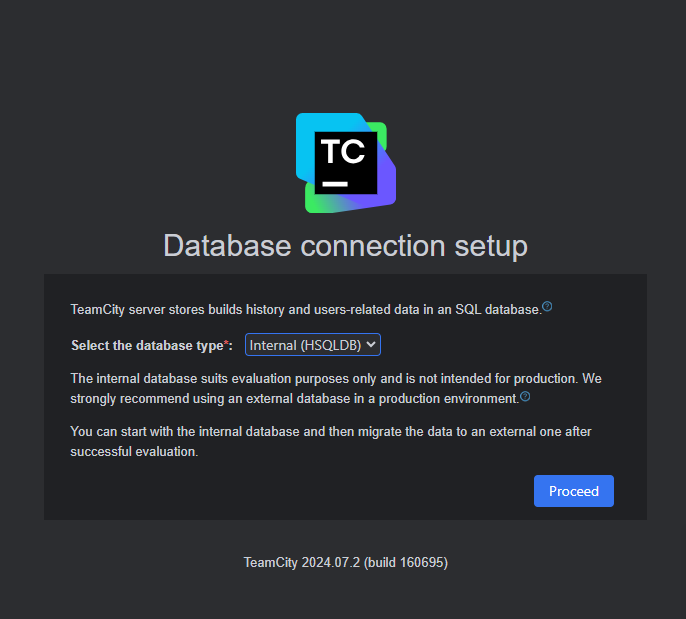 TC
Database connection setup
TeamCity server stores builds history and users-related data in an SQL database.?
Select the database type*: Internal (HSQLDB)
The internal database suits evaluation purposes only and is not intended for production. We
strongly recommend using an external database in a production environment.?
You can start with the internal database and then migrate the data to an external one after
successful evaluation.
Proceed
TeamCity 2024.07.2 (build 160695)